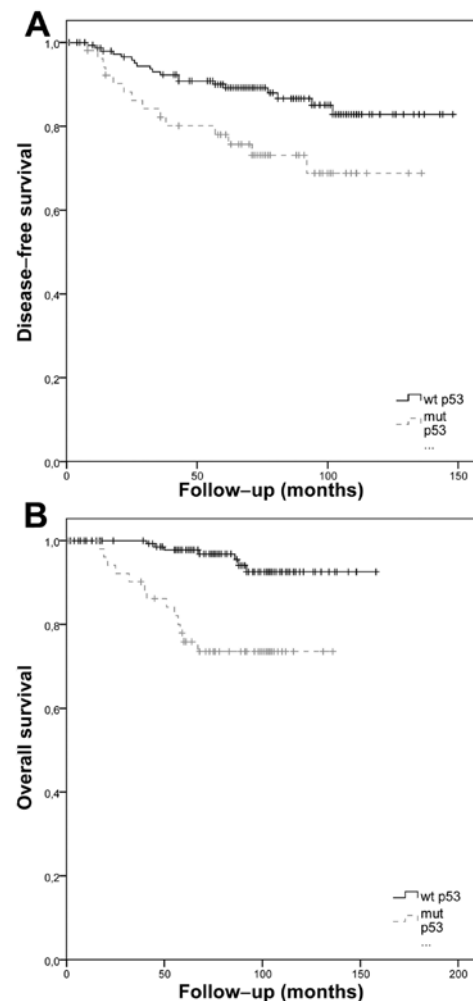 A
1,0
0,8
0,6
0,4
0,2
0,0
Disease–free survival
wt p53
mut
p53
...
0 50 100 150
Follow–up (months)
B
1,0
0,8
0,6
0,4
0,2
0,0
Overall survival
wt p53
mut
p53
...
0 50 100 150 200
Follow–up (months)